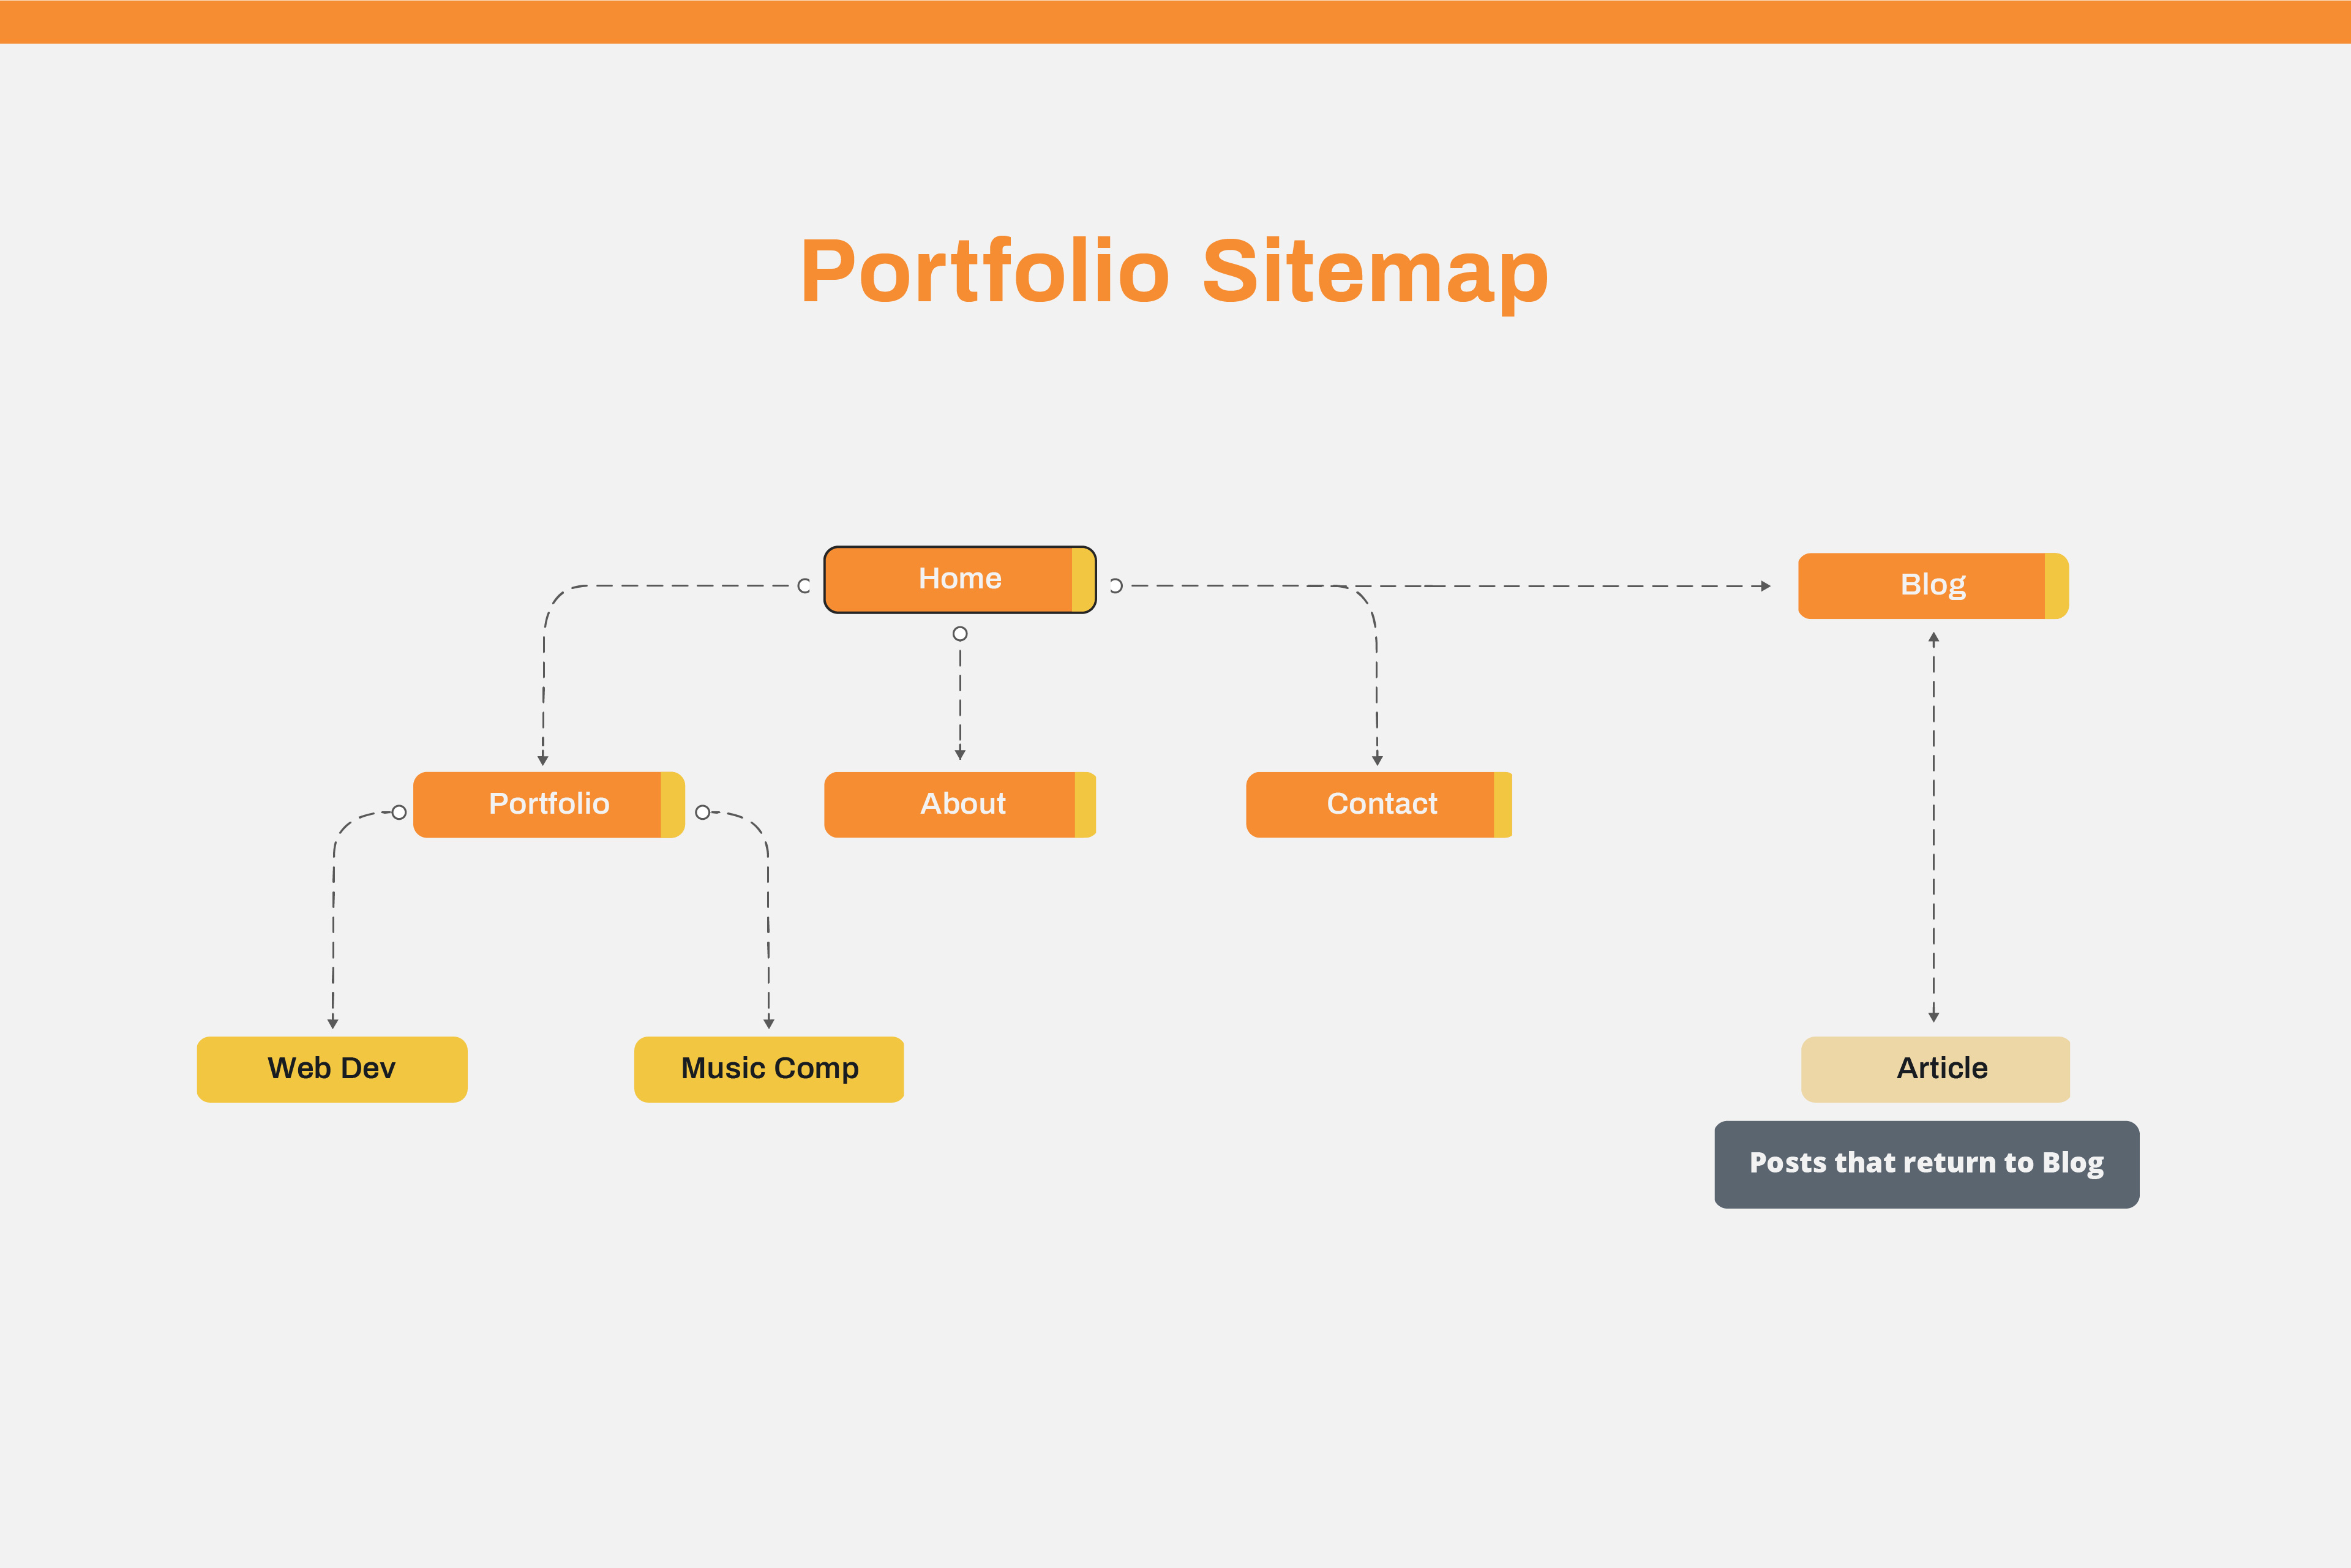 Portfolio Sitemap
Home
Blog
Portfolio
About
Contact
Web Dev
Music Comp
Article
Posts that return to Blog